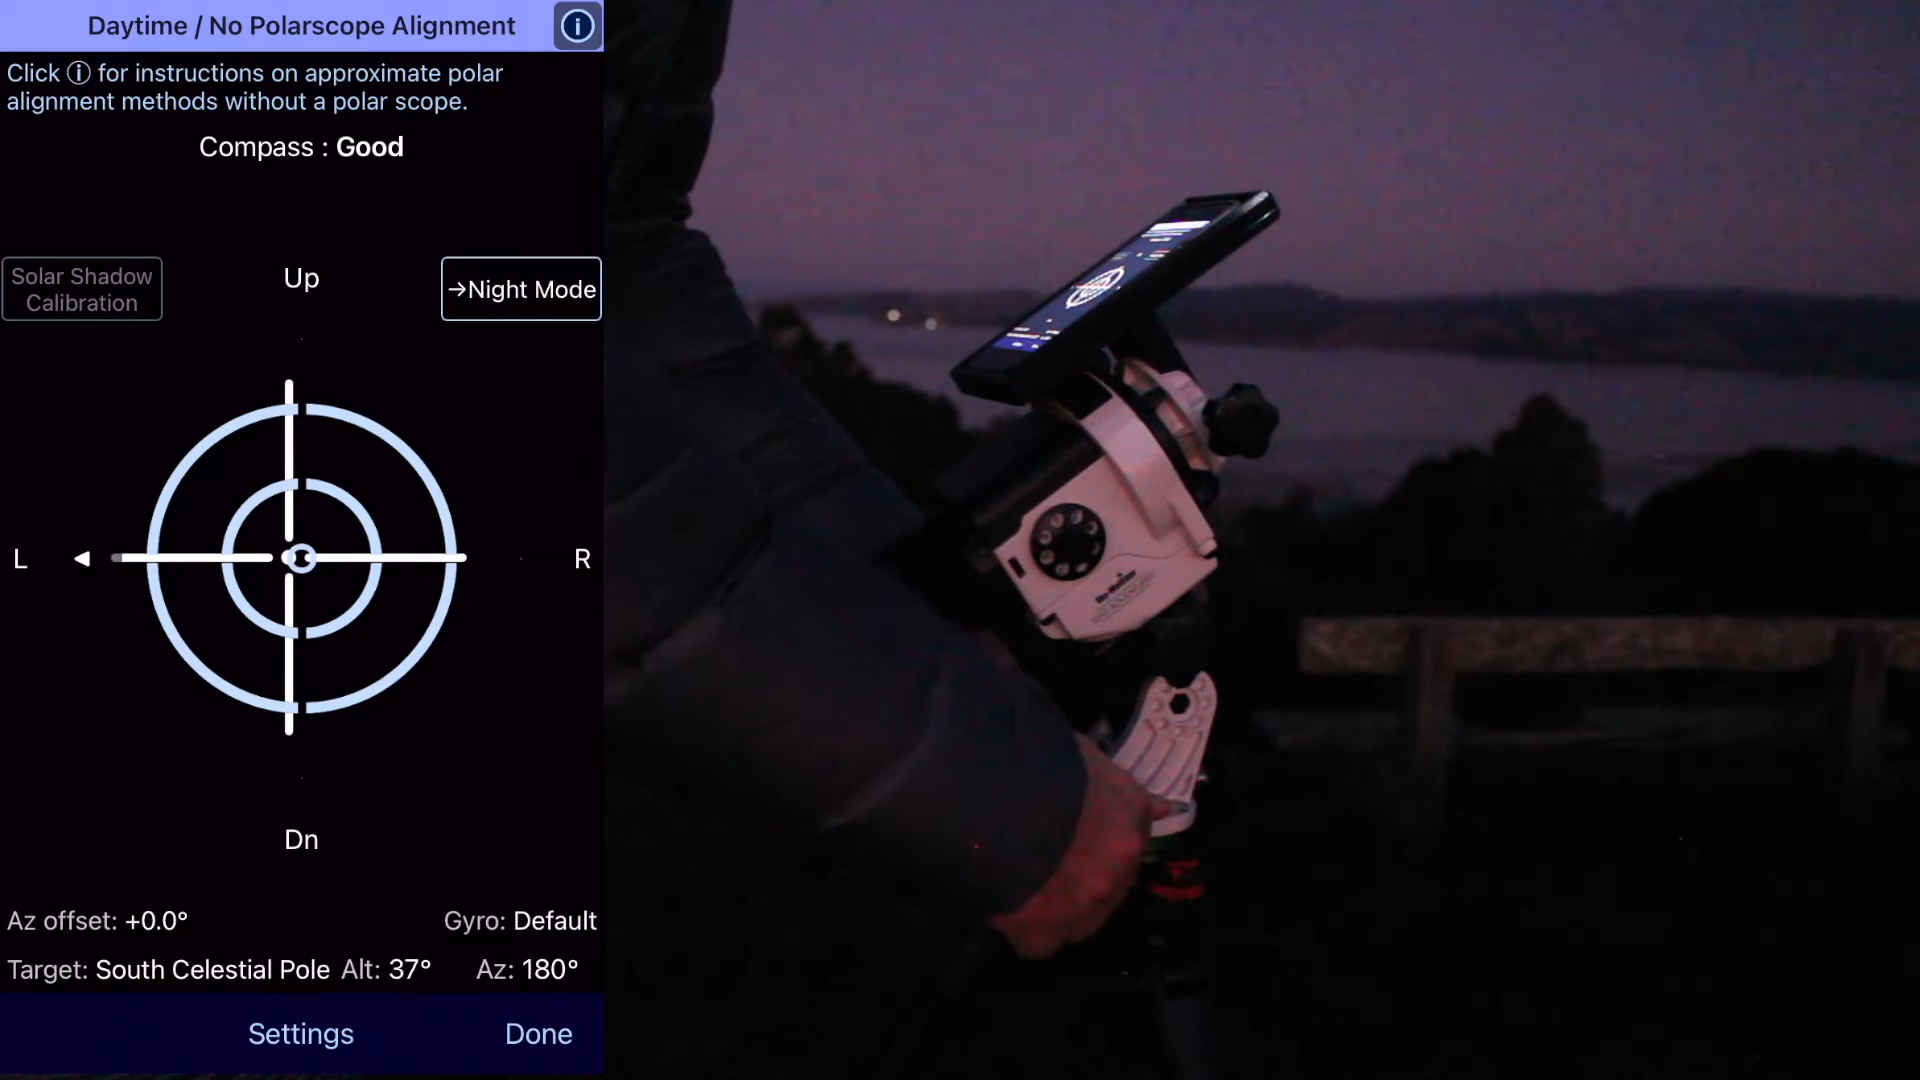 Daytime / No Polarscope Alignment
Click ⓘ for instructions on approximate polar
alignment methods without a polar scope.
Compass : Good
Solar Shadow
Calibration
Up
→Night Mode
L
R
Dn
Az offset: +0.0°
Gyro: Default
Target: South Celestial Pole Alt: 37° Az: 180°
Settings
Done
Sky-Watcher